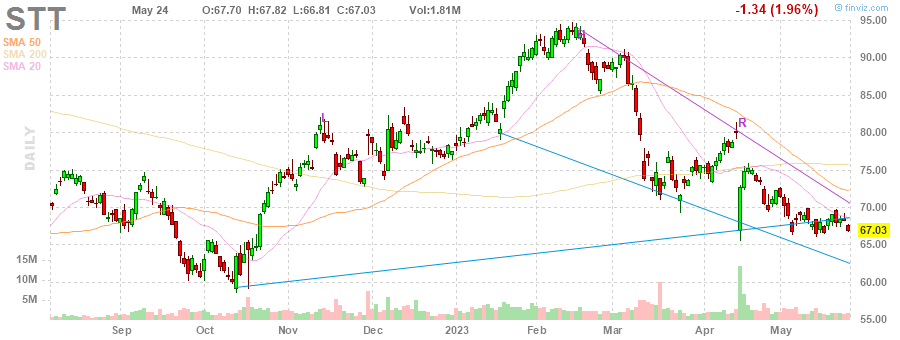 STT May 24 O:67.70 H:67.82 L:66.81 C:67.03 Vol:1.81M -1.34 (1.96%) © finviz.com
SMA 50
SMA 200
SMA 20
DAILY
95.00
90.00
85.00
L
R
80.00
75.00
70.00
67.03
65.00
15M
60.00
10M
5M
55.00
Sep Oct Nov Dec 2023 Feb Mar Apr May